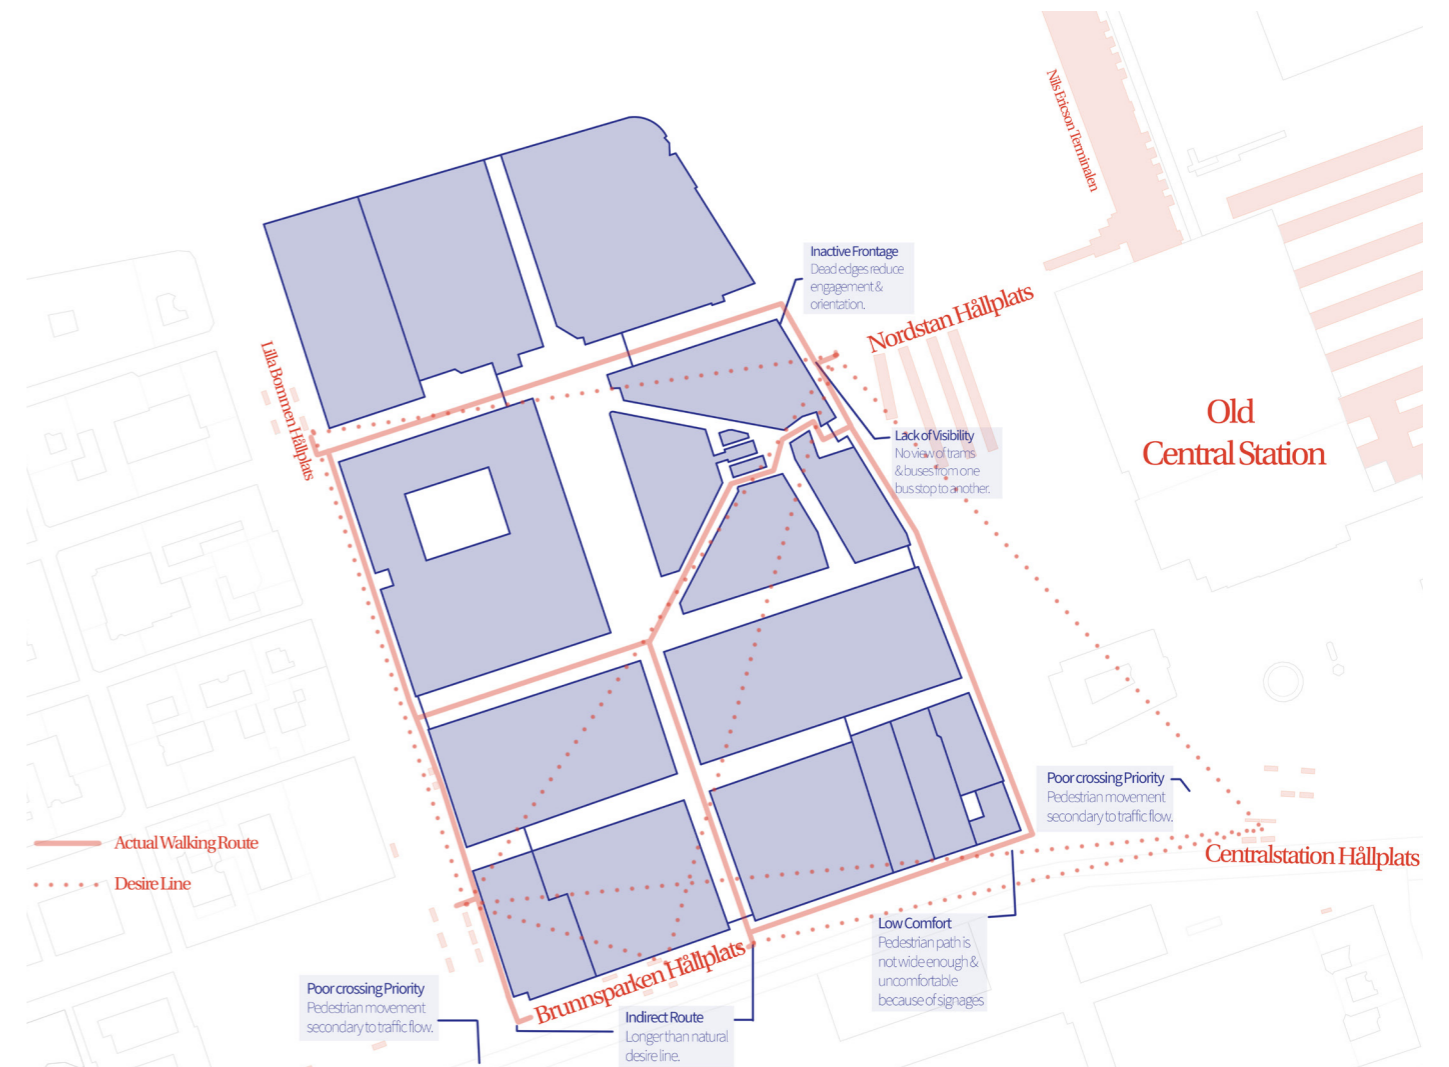 Nils Ericson Terminalen
Inactive Frontage
Dead edges reduce
engagement &
orientation.
Nordstan Hållplats
Lilla Bommen Hållplats
Old
Central Station
Lack of Visibility
No view of trams
& buses from one
bus stop to another.
Poor crossing Priority
Pedestrian movement
secondary to traffic flow.
Actual Walking Route
Desire Line
Centralstation Hållplats
Low Comfort
Pedestrian path is
not wide enough &
uncomfortable
because of signages
Brunnsparken Hållplats
Poor crossing Priority
Pedestrian movement
secondary to traffic flow.
Indirect Route
Longer than natural
desire line.